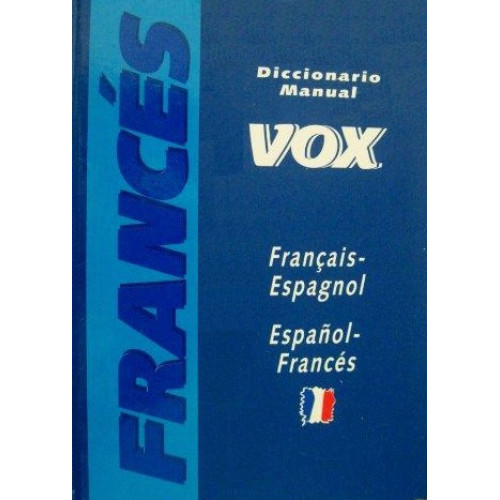 FRANCÉS
Diccionario
Manual
VOX
Français-
Espagnol
Español-
Francés